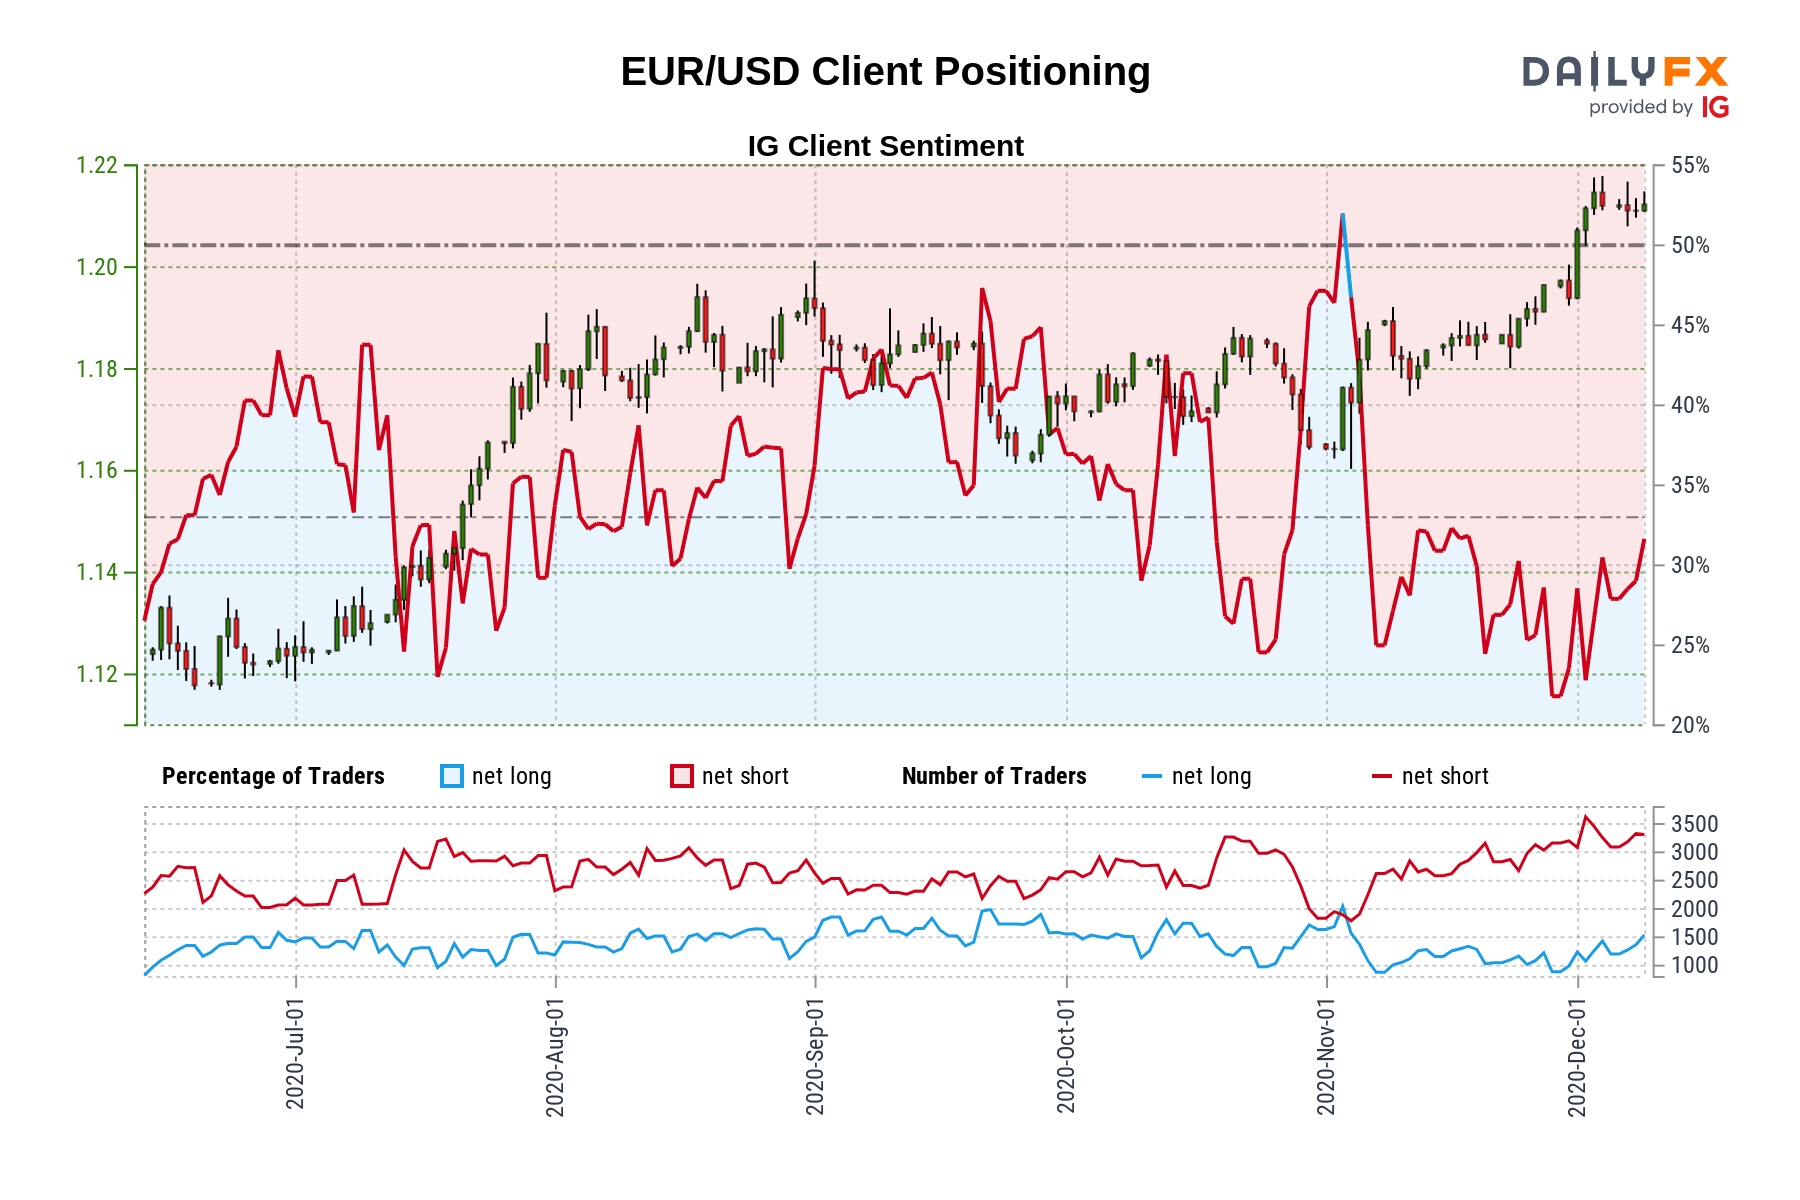 EUR/USD Client Positioning
DAILYFX
provided by IG
IG Client Sentiment
1.22
1.20
1.18
1.16
1.14
1.12
55%
50%
45%
40%
35%
30%
25%
20%
Percentage of Traders net long net short Number of Traders net long net short
3500
3000
2500
2000
1500
1000
2020-Jul-01
2020-Aug-01
2020-Sep-01
2020-Oct-01
2020-Nov-01
2020-Dec-01